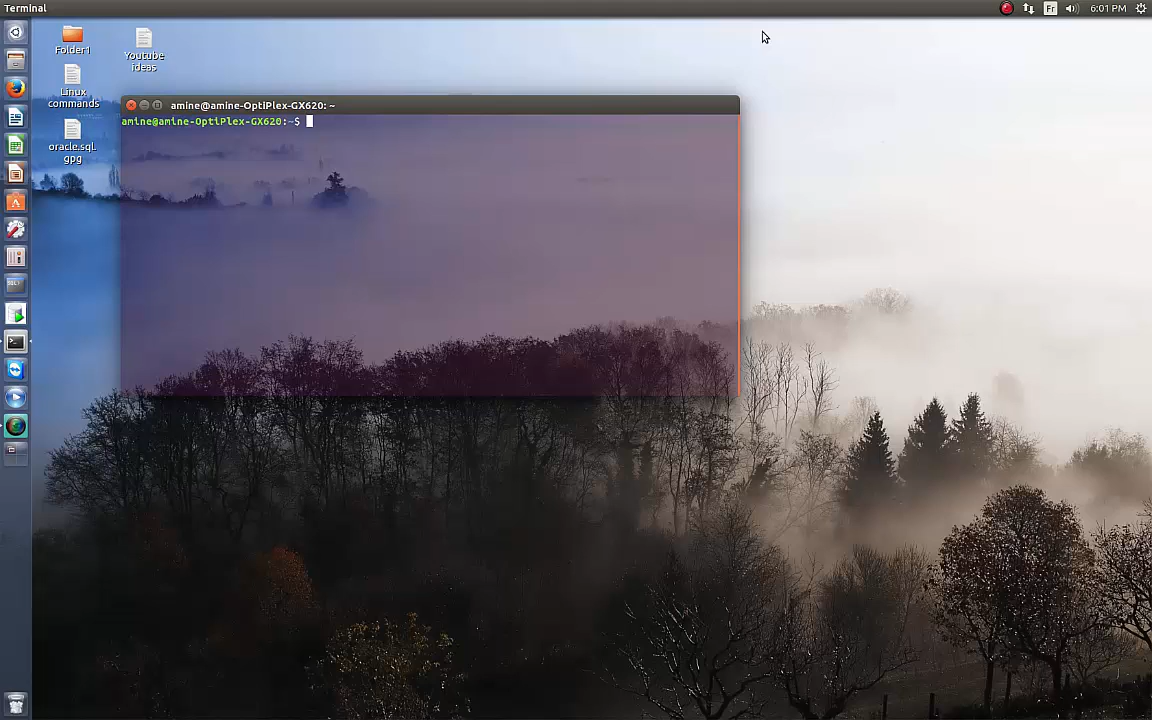 Terminal
Fr
6:01 PM
Folder1
Youtube
ideas
Linux
commands
oracle.sql.
gpg
amine@amine-OptiPlex-GX620: ~
amine@amine-OptiPlex-GX620:~$